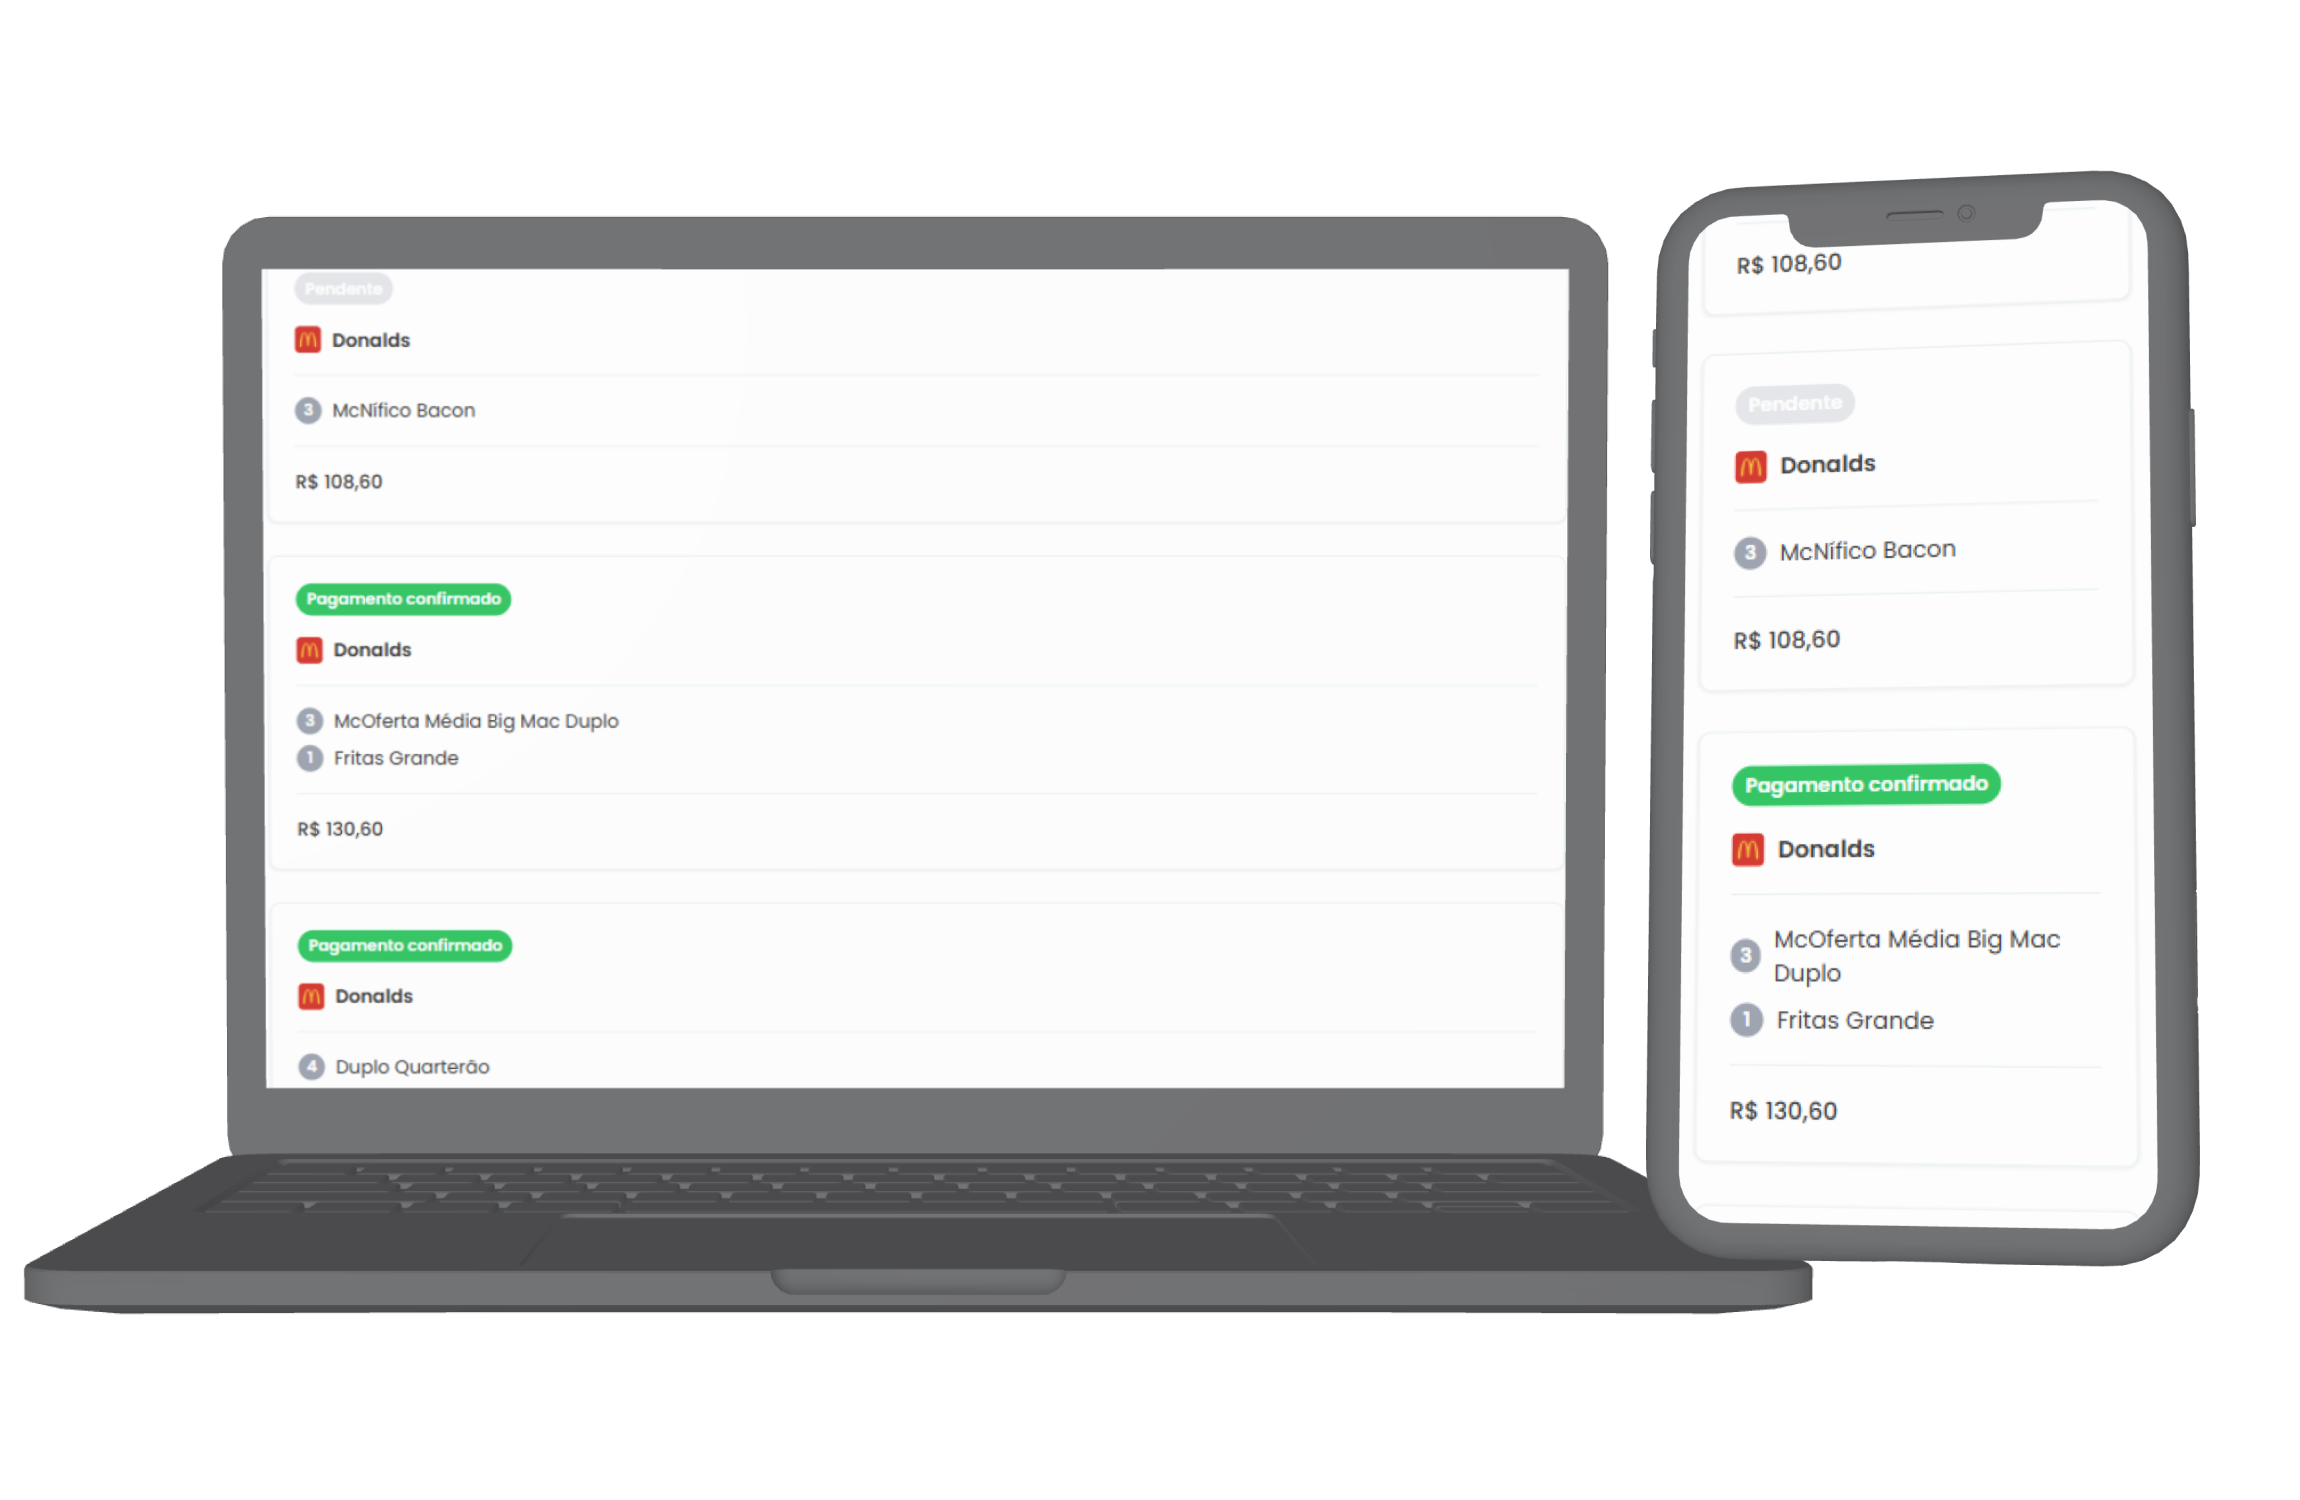 Pendente
Donalds
3 McNífico Bacon
R$ 108,60
Pagamento confirmado
Donalds
3 McOferta Média Big Mac Duplo
1 Fritas Grande
R$ 130,60
Pagamento confirmado
Donalds
4 Duplo Quarterão
R$ 108,60
Pendente
Donalds
3 McNífico Bacon
R$ 108,60
Pagamento confirmado
Donalds
3 McOferta Média Big Mac
Duplo
1 Fritas Grande
R$ 130,60